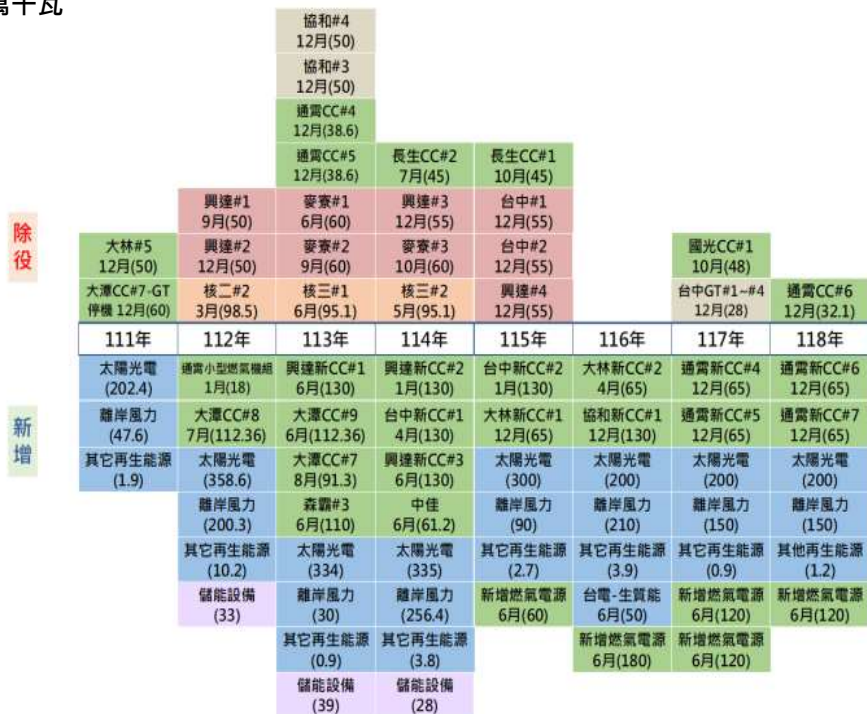 萬千瓦
協和#4
12月(50)
協和#3
12月(50)
通霄CC#4
12月(38.6)
通霄CC#5
12月(38.6)
長生CC#2
7月(45)
長生CC#1
10月(45)
興達#1
9月(50)
麥寮#1
6月(60)
興達#3
12月(55)
台中#1
12月(55)
除役
大林#5
12月(50)
興達#2
12月(50)
麥寮#2
9月(60)
麥寮#3
10月(60)
台中#2
12月(55)
國光CC#1
10月(48)
大潭CC#7-GT
停機 12月(60)
核二#2
3月(98.5)
核三#1
6月(95.1)
核三#2
5月(95.1)
興達#4
12月(55)
台中GT#1~#4
12月(28)
通霄CC#6
12月(32.1)
111年 112年 113年 114年 115年 116年 117年 118年
太陽光電
(202.4)
通霄小型燃氣機組
1月(18)
興達新CC#1
6月(130)
興達新CC#2
1月(130)
台中新CC#2
1月(130)
大林新CC#2
4月(65)
通霄新CC#4
12月(65)
通霄新CC#6
12月(65)
新增
離岸風力
(47.6)
大潭CC#8
7月(112.36)
大潭CC#9
6月(112.36)
台中新CC#1
4月(130)
大林新CC#1
12月(65)
協和新CC#1
12月(130)
通霄新CC#5
12月(65)
通霄新CC#7
12月(65)
其它再生能源
(1.9)
太陽光電
(358.6)
大潭CC#7
8月(91.3)
興達新CC#3
6月(130)
太陽光電
(300)
太陽光電
(200)
太陽光電
(200)
太陽光電
(200)
離岸風力
(200.3)
森霸#3
6月(110)
中佳
6月(61.2)
離岸風力
(90)
離岸風力
(210)
離岸風力
(150)
離岸風力
(150)
其它再生能源
(10.2)
太陽光電
(334)
太陽光電
(335)
其它再生能源
(2.7)
其它再生能源
(3.9)
其它再生能源
(0.9)
其他再生能源
(1.2)
儲能設備
(33)
離岸風力
(30)
離岸風力
(256.4)
新增燃氣電源
6月(60)
台電-生質能
6月(50)
新增燃氣電源
6月(120)
新增燃氣電源
6月(120)
其它再生能源
(0.9)
其它再生能源
(3.8)
新增燃氣電源
6月(180)
新增燃氣電源
6月(120)
儲能設備
(39)
儲能設備
(28)